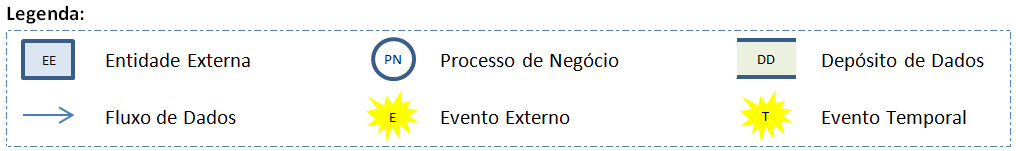 Legenda:
EE Entidade Externa PN Processo de Negócio DD Depósito de Dados
Fluxo de Dados E Evento Externo T Evento Temporal